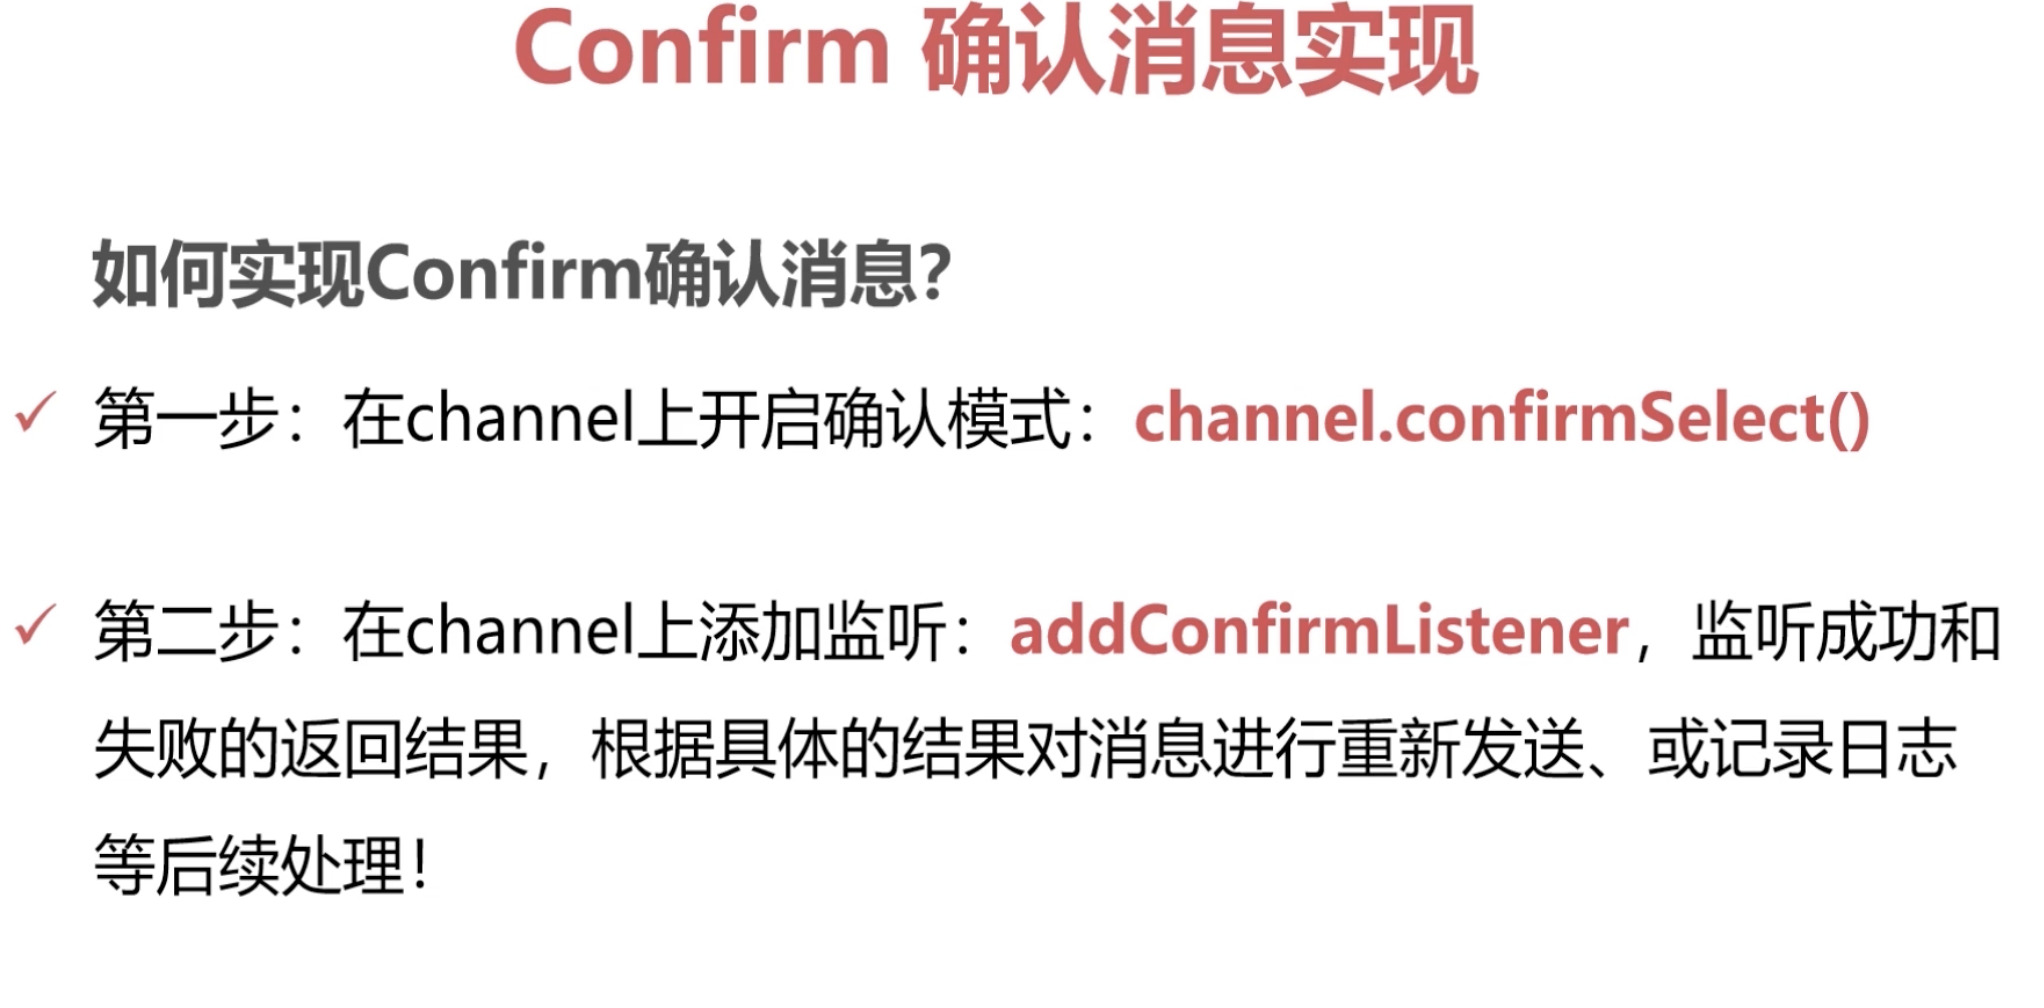 Confirm 确认消息实现
如何实现Confirm确认消息？
第一步：在channel上开启确认模式：channel.confirmSelect()
第二步：在channel上添加监听：addConfirmListener，监听成功和
失败的返回结果，根据具体的结果对消息进行重新发送、或记录日志
等后续处理！